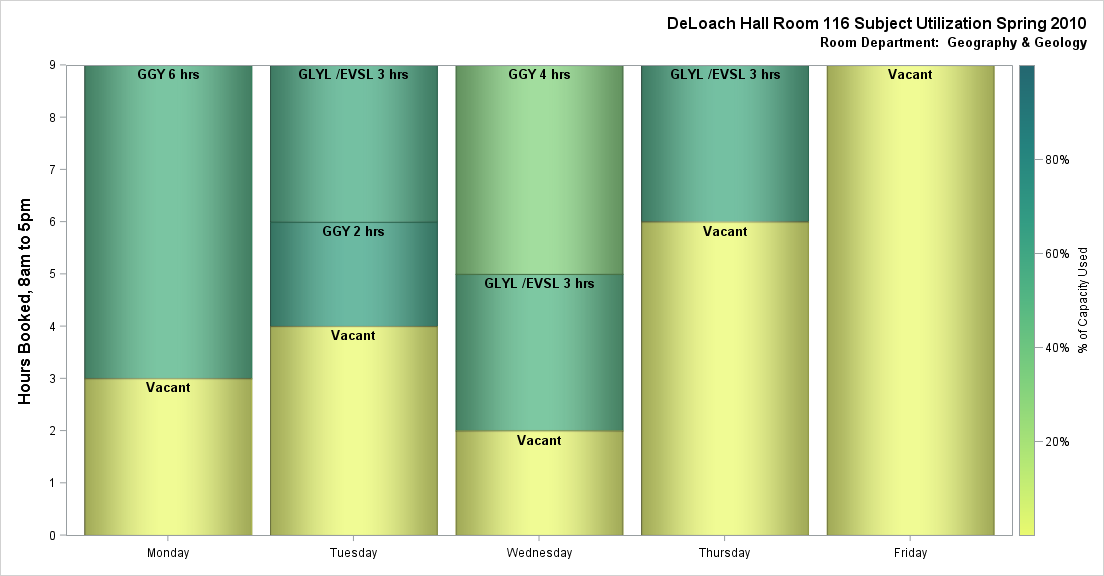 DeLoach Hall Room 116 Subject Utilization Spring 2010
Room Department: Geography & Geology
Hours Booked, 8am to 5pm
9
8
7
6
5
4
3
2
1
0
GGY 6 hrs
Vacant
GLYL /EVSL 3 hrs
GGY 2 hrs
Vacant
GGY 4 hrs
GLYL /EVSL 3 hrs
Vacant
GLYL /EVSL 3 hrs
Vacant
Vacant
Monday
Tuesday
Wednesday
Thursday
Friday
80%
60%
40%
20%
% of Capacity Used